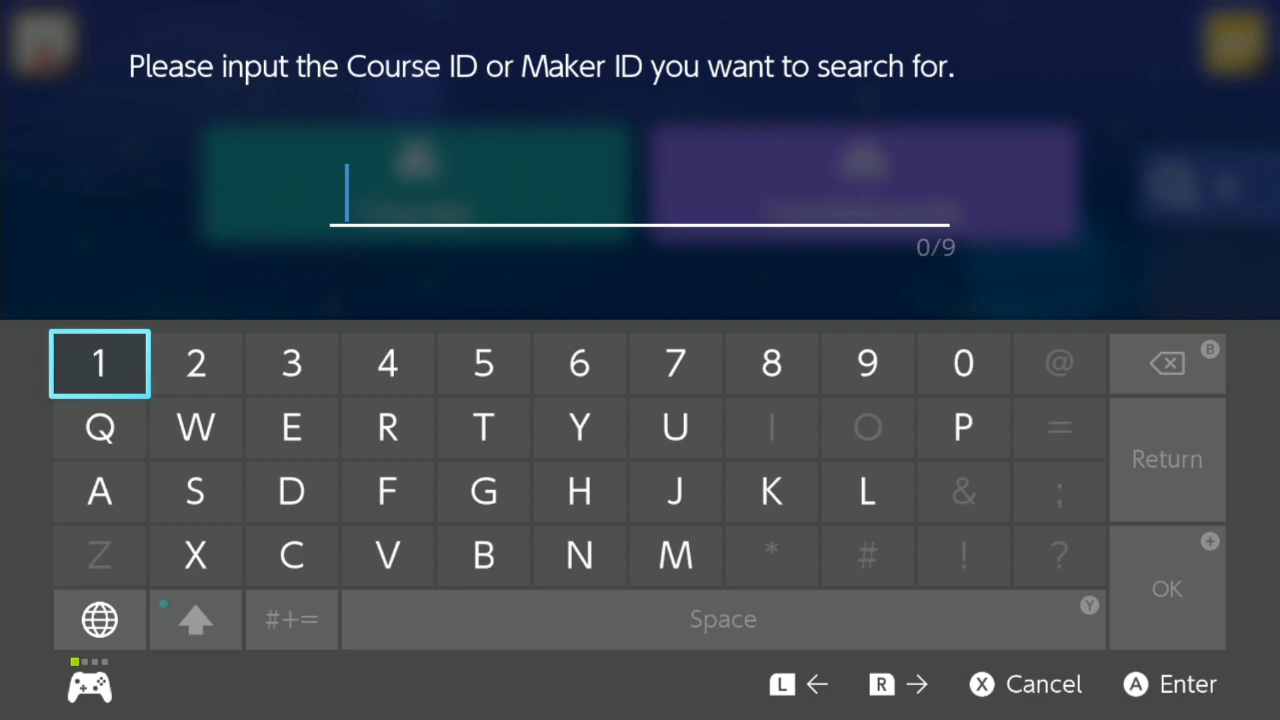 Please input the Course ID or Maker ID you want to search for.
0/9
1 2 3 4 5 6 7 8 9 0 @ B
Q W E R T Y U I O P = Return
A S D F G H J K L & ;
Z X C V B N M * # ! ? + OK
#+= Space Y
L ← R → X Cancel A Enter